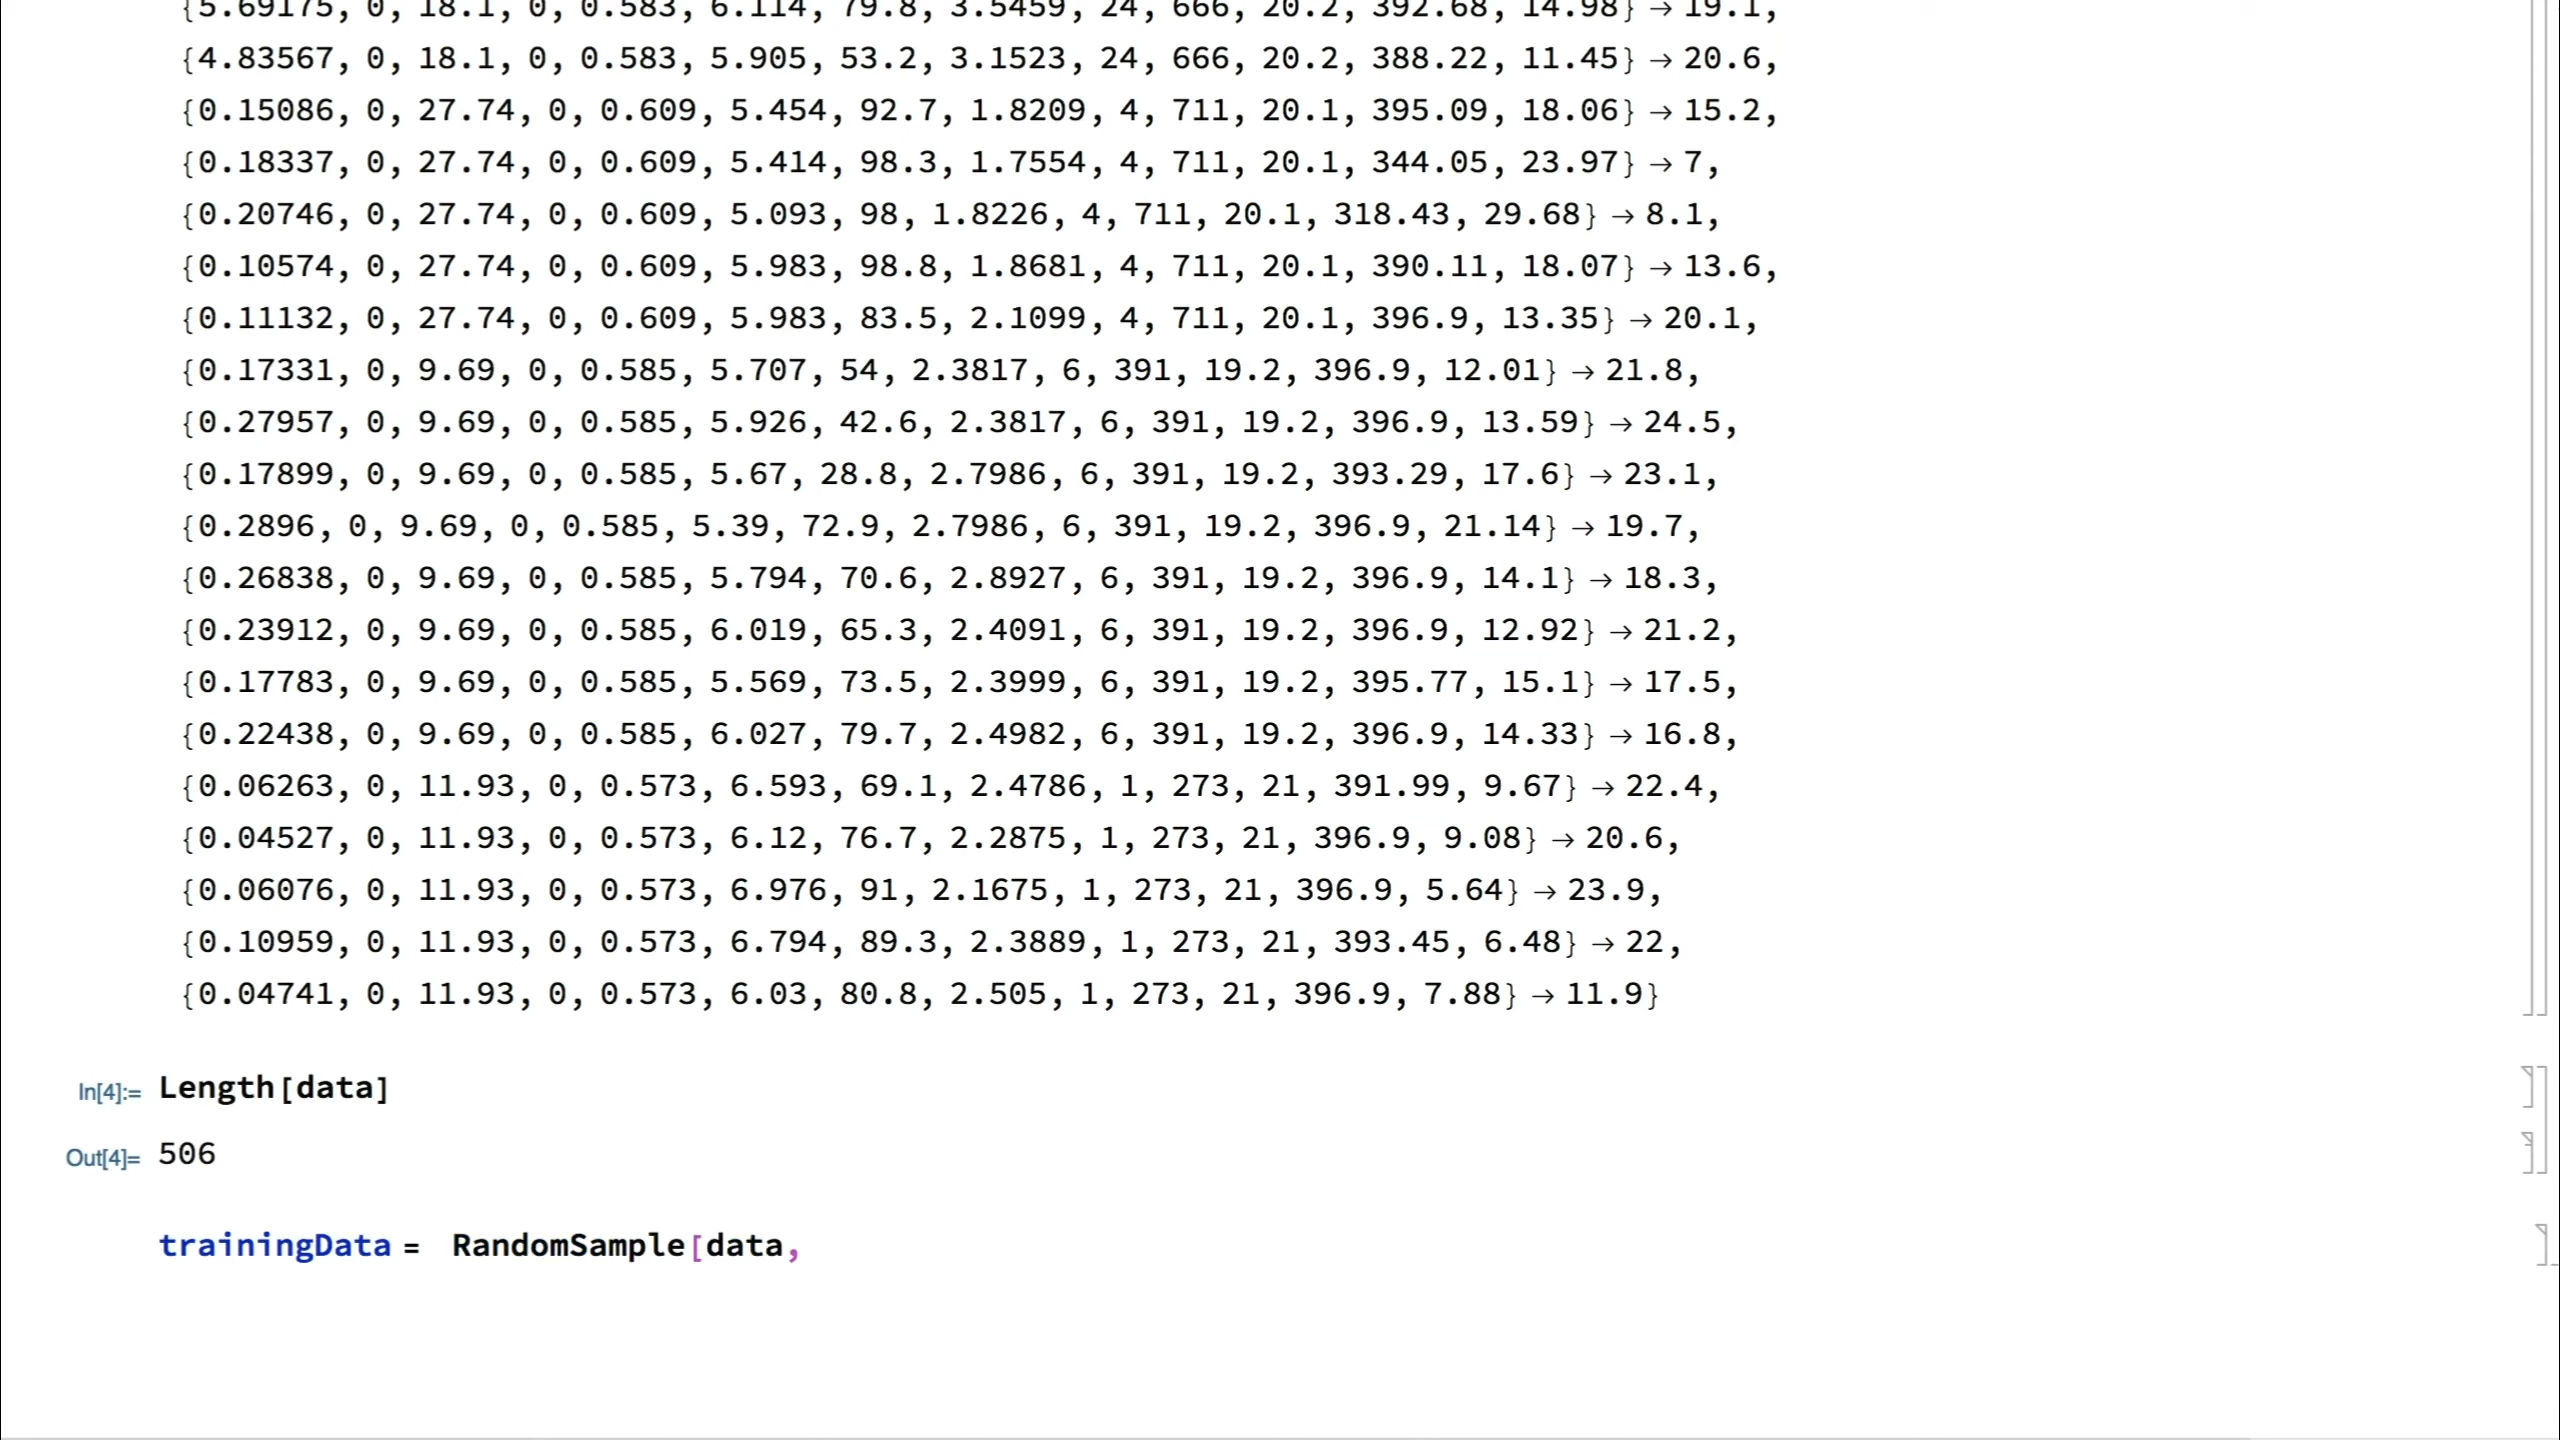 {5.69175, 0, 18.1, 0, 0.583, 6.114, 79.8, 3.5459, 24, 666, 20.2, 392.68, 14.98} → 19.1,
{4.83567, 0, 18.1, 0, 0.583, 5.905, 53.2, 3.1523, 24, 666, 20.2, 388.22, 11.45} → 20.6,
{0.15086, 0, 27.74, 0, 0.609, 5.454, 92.7, 1.8209, 4, 711, 20.1, 395.09, 18.06} → 15.2,
{0.18337, 0, 27.74, 0, 0.609, 5.414, 98.3, 1.7554, 4, 711, 20.1, 344.05, 23.97} → 7,
{0.20746, 0, 27.74, 0, 0.609, 5.093, 98, 1.8226, 4, 711, 20.1, 318.43, 29.68} → 8.1,
{0.10574, 0, 27.74, 0, 0.609, 5.983, 98.8, 1.8681, 4, 711, 20.1, 390.11, 18.07} → 13.6,
{0.11132, 0, 27.74, 0, 0.609, 5.983, 83.5, 2.1099, 4, 711, 20.1, 396.9, 13.35} → 20.1,
{0.17331, 0, 9.69, 0, 0.585, 5.707, 54, 2.3817, 6, 391, 19.2, 396.9, 12.01} → 21.8,
{0.27957, 0, 9.69, 0, 0.585, 5.926, 42.6, 2.3817, 6, 391, 19.2, 396.9, 13.59} → 24.5,
{0.17899, 0, 9.69, 0, 0.585, 5.67, 28.8, 2.7986, 6, 391, 19.2, 393.29, 17.6} → 23.1,
{0.2896, 0, 9.69, 0, 0.585, 5.39, 72.9, 2.7986, 6, 391, 19.2, 396.9, 21.14} → 19.7,
{0.26838, 0, 9.69, 0, 0.585, 5.794, 70.6, 2.8927, 6, 391, 19.2, 396.9, 14.1} → 18.3,
{0.23912, 0, 9.69, 0, 0.585, 6.019, 65.3, 2.4091, 6, 391, 19.2, 396.9, 12.92} → 21.2,
{0.17783, 0, 9.69, 0, 0.585, 5.569, 73.5, 2.3999, 6, 391, 19.2, 395.77, 15.1} → 17.5,
{0.22438, 0, 9.69, 0, 0.585, 6.027, 79.7, 2.4982, 6, 391, 19.2, 396.9, 14.33} → 16.8,
{0.06263, 0, 11.93, 0, 0.573, 6.593, 69.1, 2.4786, 1, 273, 21, 391.99, 9.67} → 22.4,
{0.04527, 0, 11.93, 0, 0.573, 6.12, 76.7, 2.2875, 1, 273, 21, 396.9, 9.08} → 20.6,
{0.06076, 0, 11.93, 0, 0.573, 6.976, 91, 2.1675, 1, 273, 21, 396.9, 5.64} → 23.9,
{0.10959, 0, 11.93, 0, 0.573, 6.794, 89.3, 2.3889, 1, 273, 21, 393.45, 6.48} → 22,
{0.04741, 0, 11.93, 0, 0.573, 6.03, 80.8, 2.505, 1, 273, 21, 396.9, 7.88} → 11.9}
In[4]:= Length[data]
Out[4]= 506
trainingData = RandomSample[data,